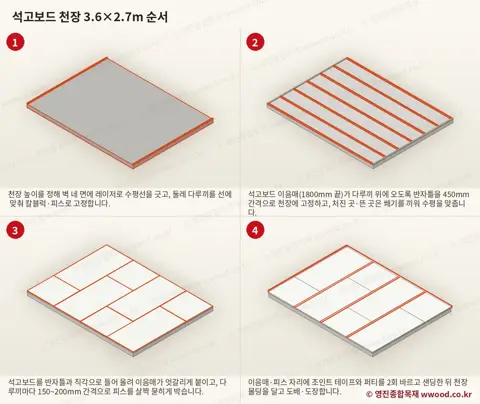 석고보드 천장 3.6×2.7m 순서
1
2
천장 높이를 정해 벽 네 면에 레이저로 수평선을 긋고, 둘레 다루끼를 선에
맞춰 칼블럭·피스로 고정합니다.
석고보드 이음매(1800mm 끝)가 다루끼 위에 오도록 반자틀을 450mm
간격으로 천장에 고정하고, 처진 곳·뜬 곳은 쐐기를 끼워 수평을 맞춥니
다.
3
4
석고보드를 반자틀과 직각으로 들어 올려 이음매가 엇갈리게 붙이고, 다
루끼마다 150~200mm 간격으로 피스를 살짝 묻히게 박습니다.
이음매·피스 자리에 조인트 테이프와 퍼티를 2회 바르고 샌딩한 뒤 천장
몰딩을 달고 도배·도장합니다.
© 영진종합목재 wwood.co.kr